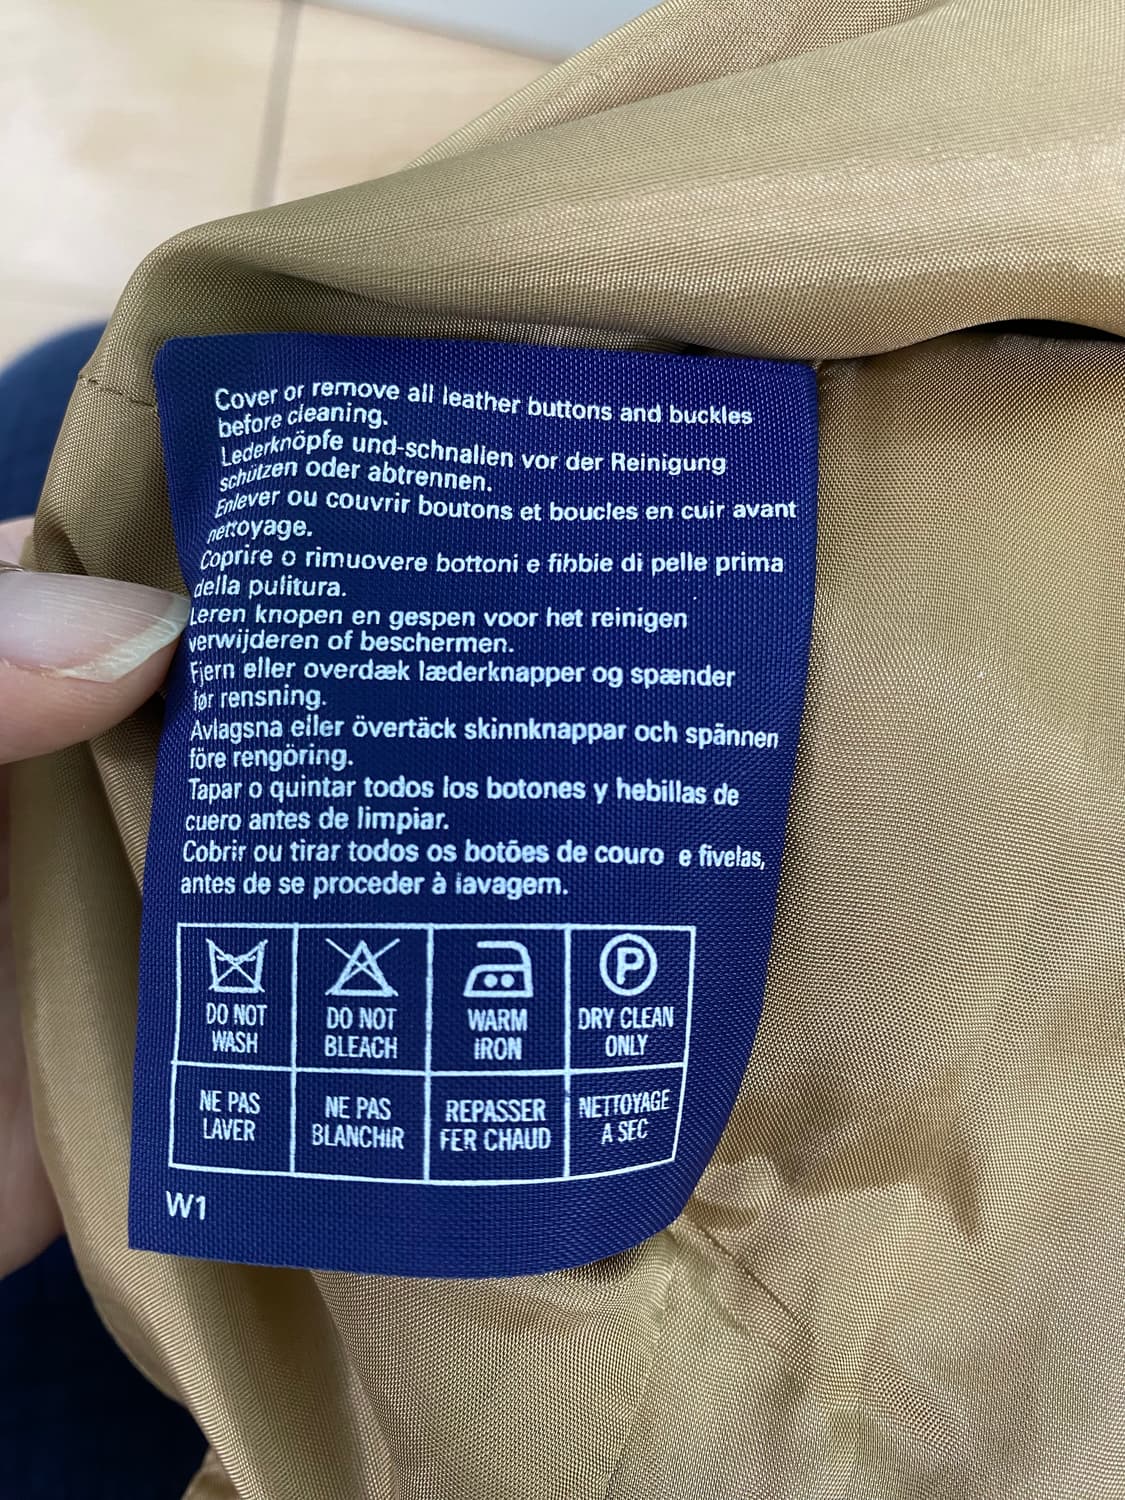 Cover or remove all leather buttons and buckles
before cleaning.
Lederknöpfe und-schnallen vor der Reinigung
schützen oder abtrennen.
Enlever ou couvrir boutons et boucles en cuir avant
nettoyage.
Coprire o rimuovere bottoni e fibbie di pelle prima
della pulitura.
Leren knopen en gespen voor het reinigen
verwijderen of beschermen.
Fjern eller overdæk læderknapper og spænder
før rensning.
Avlagsna eller övertäck skinnknappar och spännen
före rengöring.
Tapar o quintar todos los botones y hebillas de
cuero antes de limpiar.
Cobrir ou tirar todos os botões de couro e fivelas,
antes de se proceder à lavagem.
P
DO NOT WASH
DO NOT BLEACH
WARM IRON
DRY CLEAN ONLY
NE PAS LAVER
NE PAS BLANCHIR
REPASSER FER CHAUD
NETTOYAGE A SEC
W1